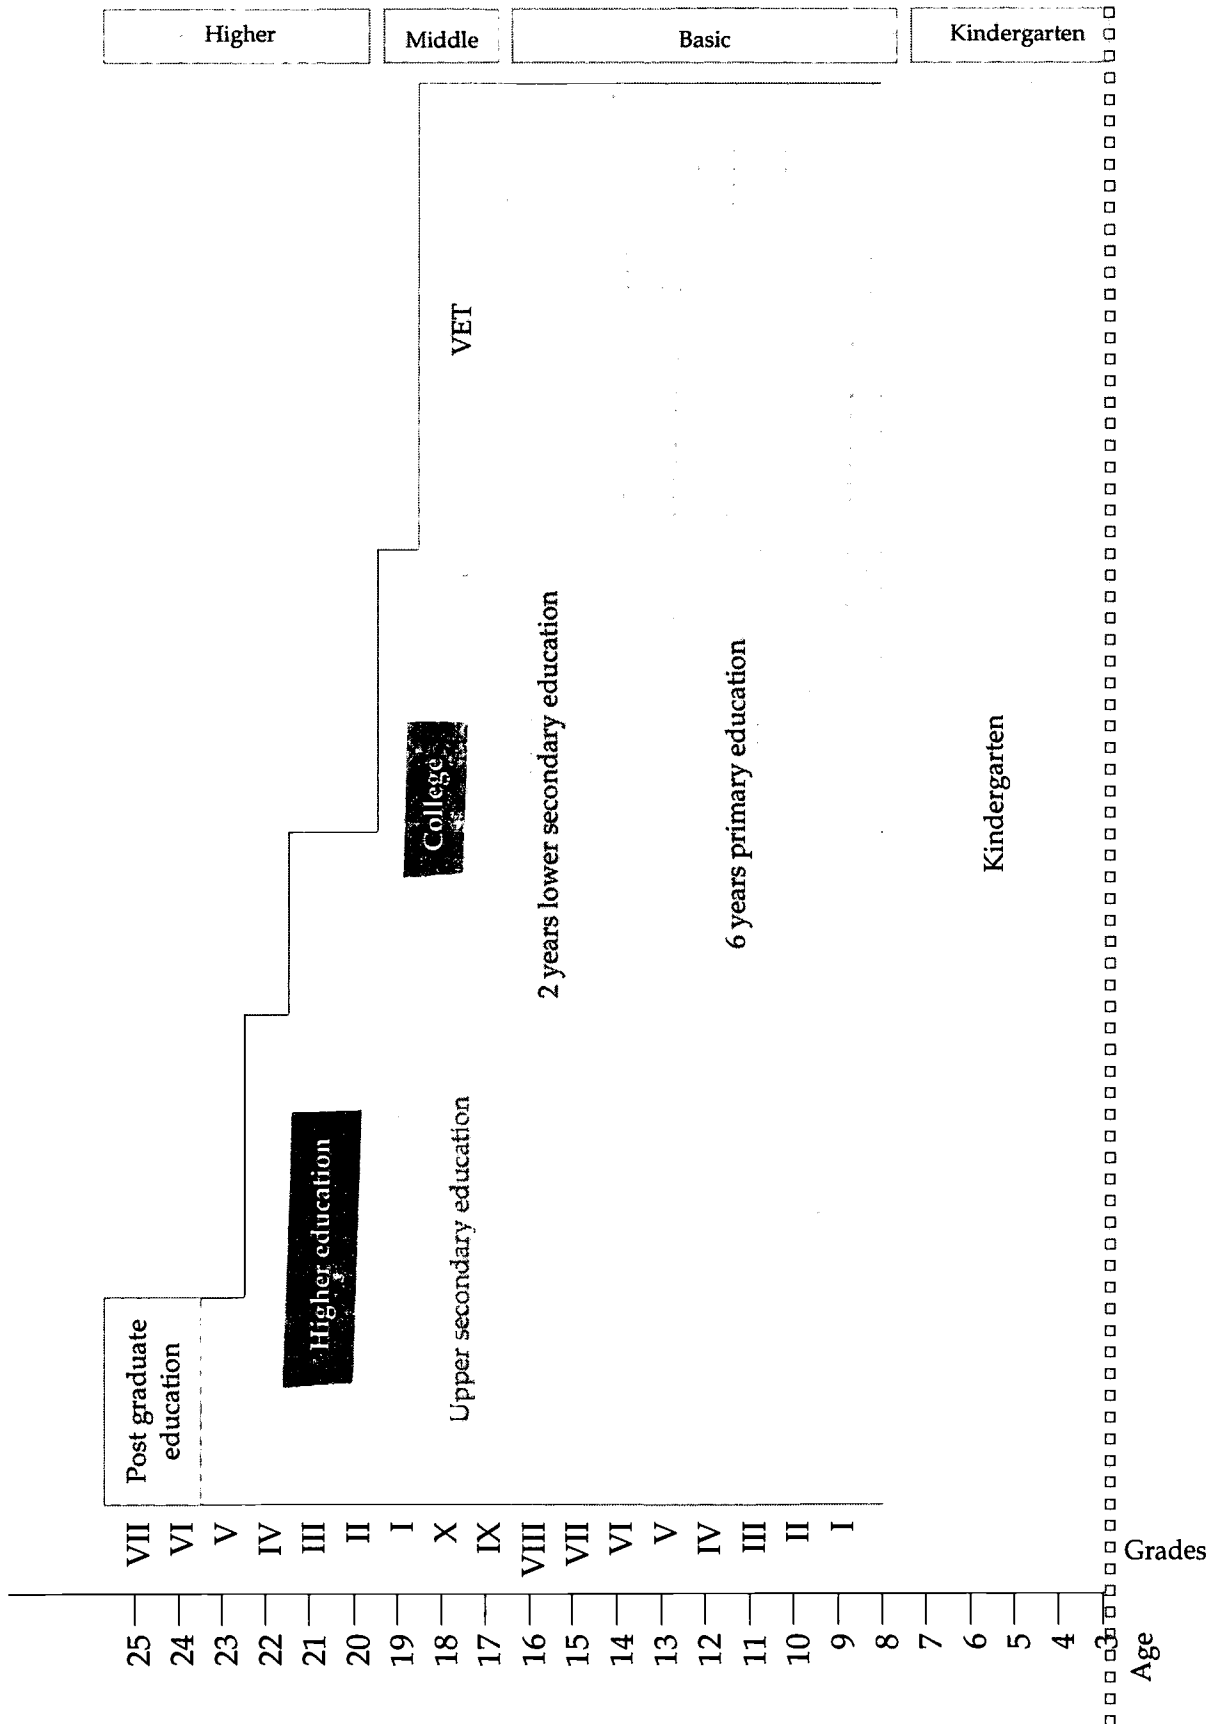 Higher
Middle
Basic
Kindergarten
Post graduate
education
Higher education
Upper secondary education
College
VET
2 years lower secondary education
6 years primary education
Kindergarten
VII
VI
V
IV
III
II
I
X
IX
VIII
VII
VI
V
IV
III
II
I
Grades
25
24
23
22
21
20
19
18
17
16
15
14
13
12
11
10
9
8
7
6
5
4
3
Age